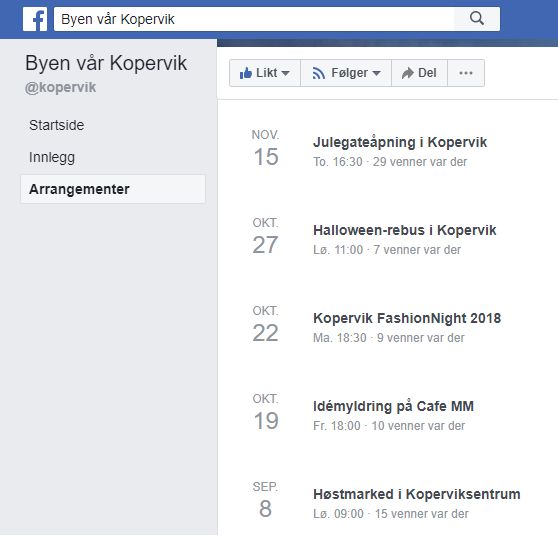 Byen vår Kopervik
Byen vår Kopervik
@kopervik
Startside
Innlegg
Arrangementer
Likt
Følger
Del
NOV.
15
Julegateåpning i Kopervik
To. 16:30 · 29 venner var der
OKT.
27
Halloween-rebus i Kopervik
Lø. 11:00 · 7 venner var der
OKT.
22
Kopervik FashionNight 2018
Ma. 18:30 · 9 venner var der
OKT.
19
Idémyldring på Cafe MM
Fr. 18:00 · 10 venner var der
SEP.
8
Høstmarked i Koperviksentrum
Lø. 09:00 · 15 venner var der